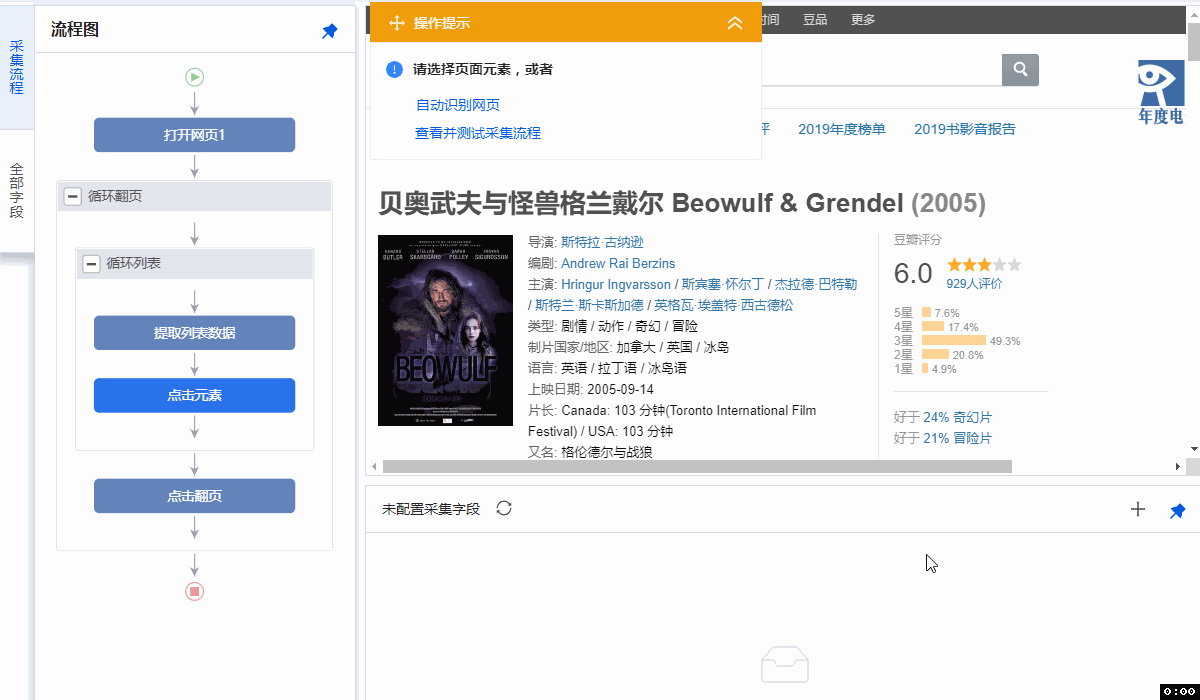 采集流程
全部字段
流程图
打开网页1
循环翻页
循环列表
提取列表数据
点击元素
点击翻页
操作提示
请选择页面元素，或者
自动识别网页
查看并测试采集流程
时间 豆品 更多
评 2019年度榜单 2019书影音报告
年度电
贝奥武夫与怪兽格兰戴尔 Beowulf & Grendel (2005)
GERARD BUTLER STELLAN SKARSGÅRD SARAH POLLEY INGVAR SIGURDSSON
BEOWULF
导演: 斯特拉·古纳逊
编剧: Andrew Rai Berzins
主演: Hringur Ingvarsson / 斯宾塞·怀尔丁 / 杰拉德·巴特勒
/ 斯特兰·斯卡斯加德 / 英格瓦·埃盖特·西古德松
类型: 剧情 / 动作 / 奇幻 / 冒险
制片国家/地区: 加拿大 / 英国 / 冰岛
语言: 英语 / 拉丁语 / 冰岛语
上映日期: 2005-09-14
片长: Canada: 103 分钟(Toronto International Film
Festival) / USA: 103 分钟
又名: 格伦德尔与战狼
豆瓣评分
6.0
929人评价
5星 7.6%
4星 17.4%
3星 49.3%
2星 20.8%
1星 4.9%
好于 24% 奇幻片
好于 21% 冒险片
未配置采集字段
0:00